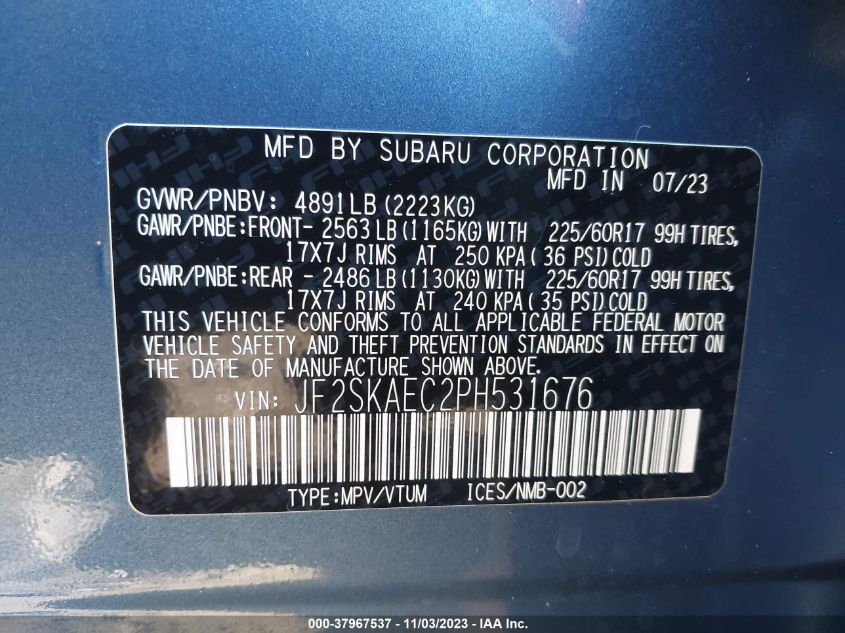 MFD BY SUBARU CORPORATION
MFD IN 07/23
GVWR/PNBV: 4891LB (2223KG)
GAWR/PNBE:FRONT- 2563LB (1165KG)WITH 225/60R17 99H TIRES,
17X7J RIMS AT 250 KPA( 36 PSI)COLD
GAWR/PNBE:REAR - 2486LB (1130KG)WITH 225/60R17 99H TIRES,
17X7J RIMS AT 240 KPA( 35 PSI)COLD
THIS VEHICLE CONFORMS TO ALL APPLICABLE FEDERAL MOTOR
VEHICLE SAFETY AND THEFT PREVENTION STANDARDS IN EFFECT ON
THE DATE OF MANUFACTURE SHOWN ABOVE.
VIN: JF2SKAEC2PH531676
TYPE:MPV/VTUM ICES/NMB-002
000-37967537 - 11/03/2023 - IAA Inc.